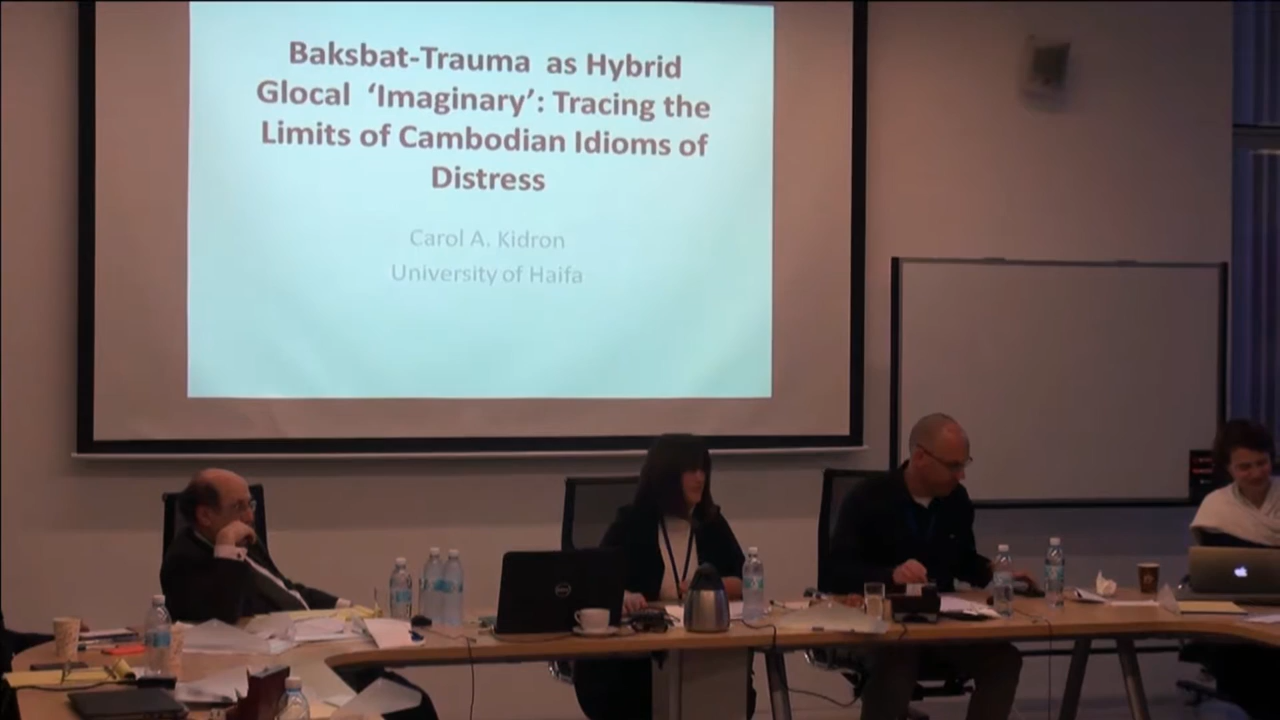 Baksbat-Trauma as Hybrid
Glocal ‘Imaginary’: Tracing the
Limits of Cambodian Idioms of
Distress
Carol A. Kidron
University of Haifa